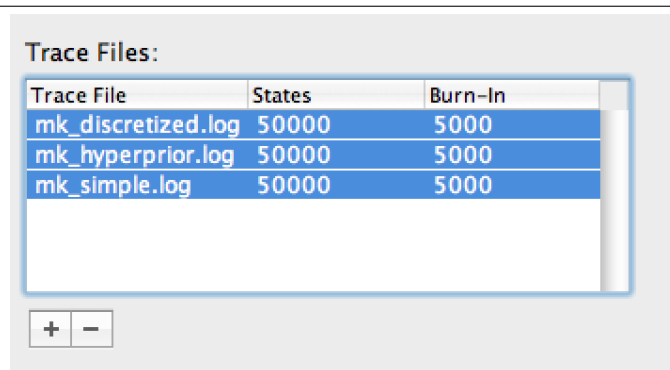 Trace Files:
Trace File States Burn-In
mk_discretized.log 50000 5000
mk_hyperprior.log 50000 5000
mk_simple.log 50000 5000
+ −